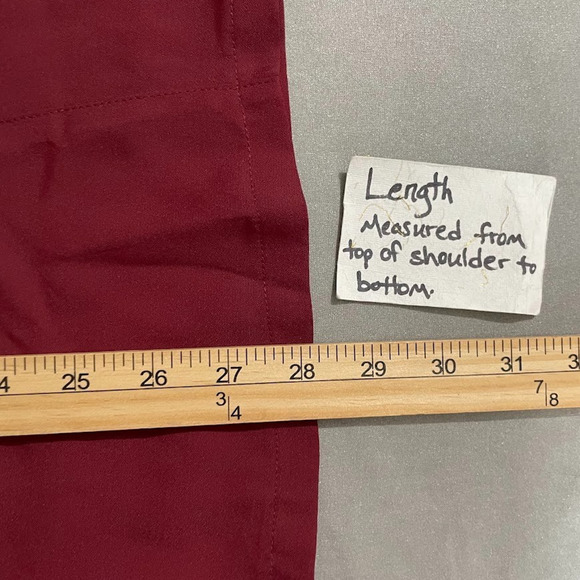 Length
Measured from
top of shoulder to
bottom.
4 25 26 27 28 29 30 31 3
3/4 7/8